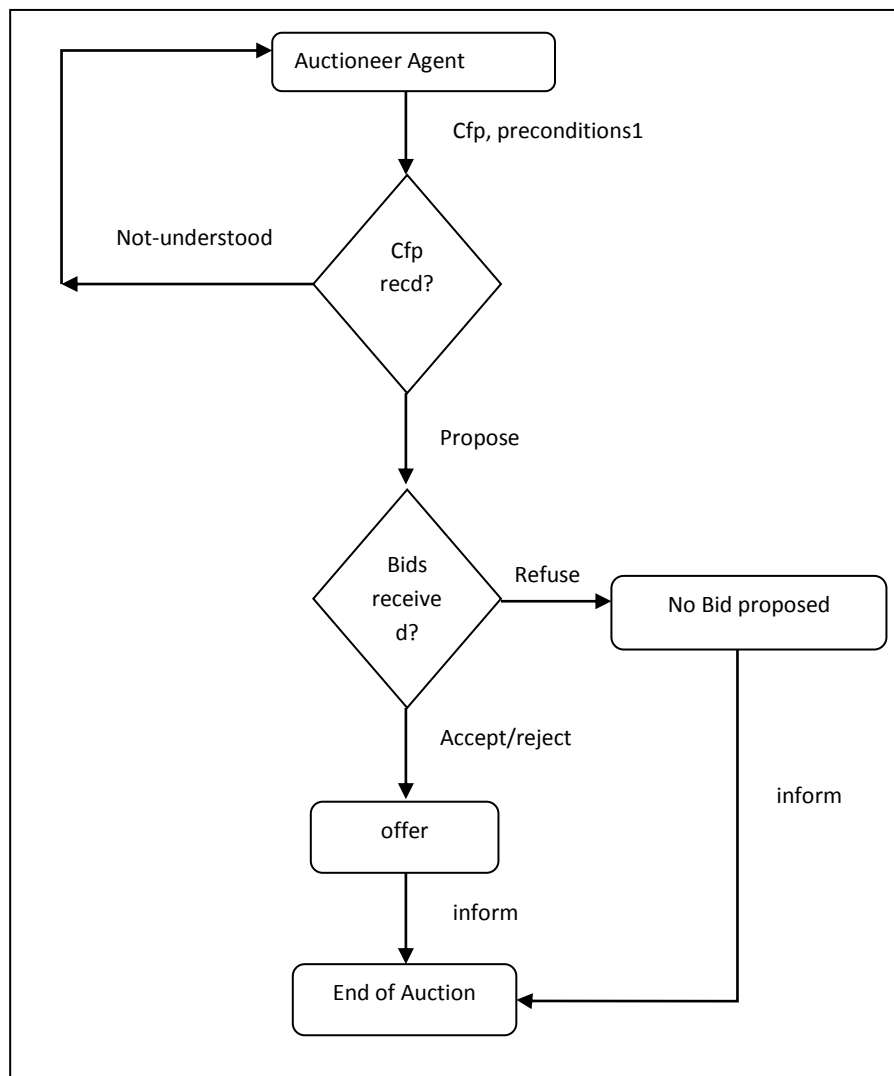 Auctioneer Agent
Cfp, preconditions1
Not-understood
Cfp
recd?
Propose
Bids
receive
d?
Refuse
No Bid proposed
Accept/reject
inform
offer
inform
End of Auction